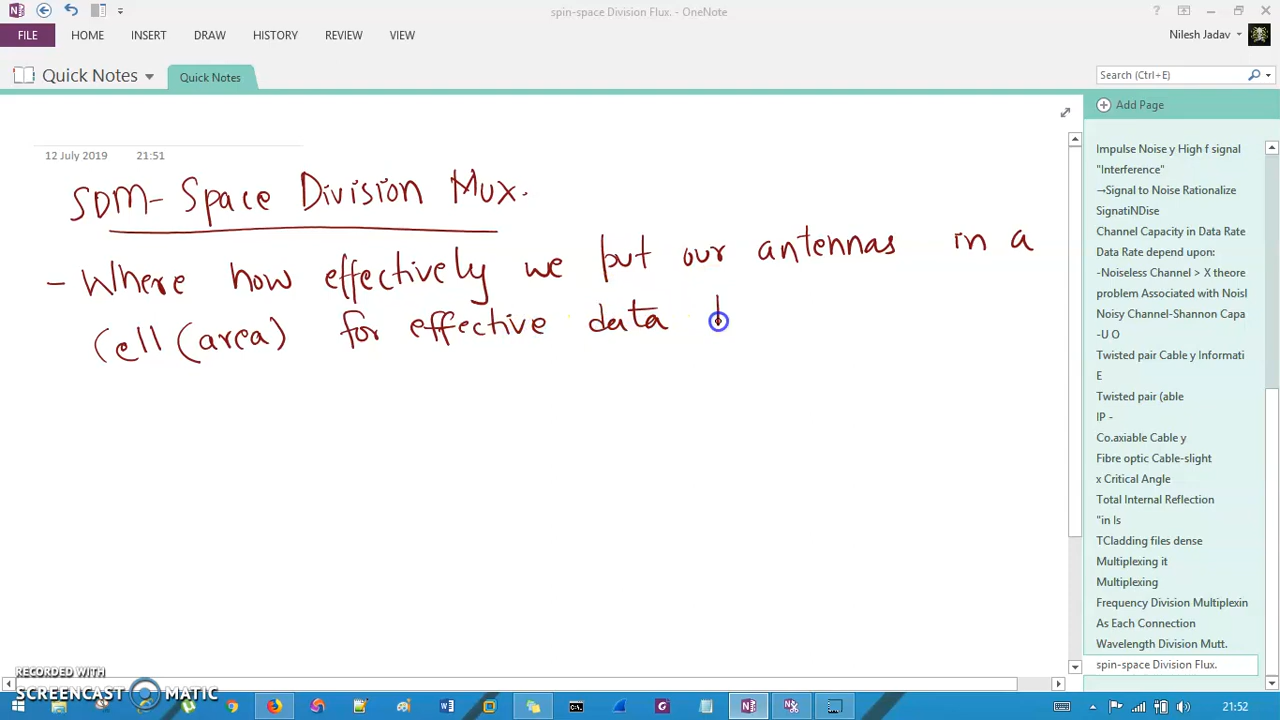 spin-space Division Flux. - OneNote
FILE HOME INSERT DRAW HISTORY REVIEW VIEW
Nilesh Jadav
Quick Notes
Quick Notes
Search (Ctrl+E)
Add Page
12 July 2019 21:51
SDM- Space Division Mux.
- Where how effectively we put our antennas in a
Cell (area) for effective data
Impulse Noise y High f signal
"Interference"
→Signal to Noise Rationalize
SignatiNDise
Channel Capacity in Data Rate
Data Rate depend upon:
-Noiseless Channel > X theore
problem Associated with Noisl
Noisy Channel-Shannon Capa
-U O
Twisted pair Cable y Informati
E
Twisted pair (able
IP -
Co.axiable Cable y
Fibre optic Cable-slight
x Critical Angle
Total Internal Reflection
"in Is
TCladding files dense
Multiplexing it
Multiplexing
Frequency Division Multiplexin
As Each Connection
Wavelength Division Mutt.
spin-space Division Flux.
RECORDED WITH
SCREENCAST MATIC
21:52